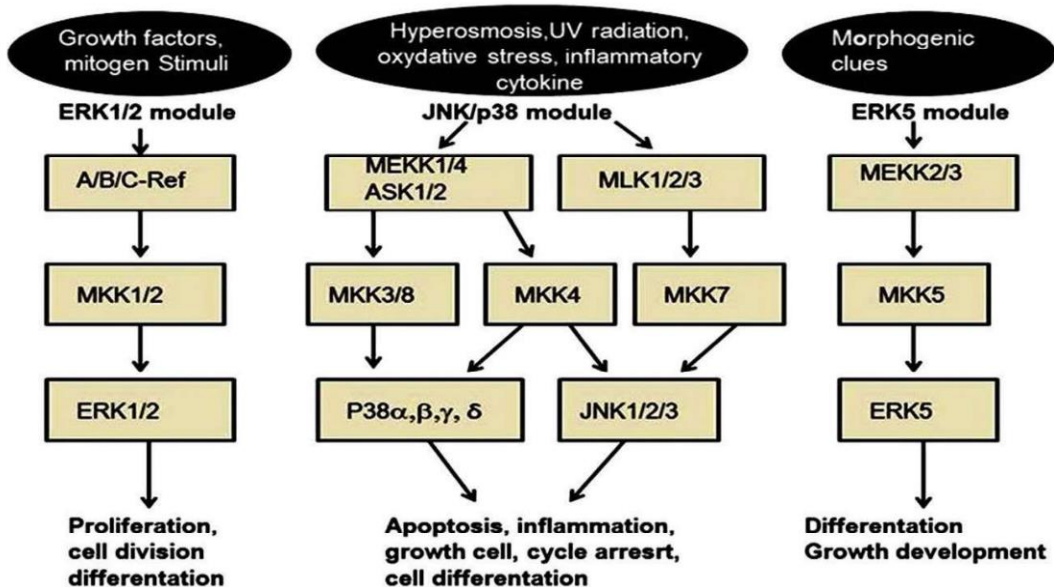 Growth factors,
mitogen Stimuli
Hyperosmosis,UV radiation,
oxydative stress, inflammatory
cytokine
Morphogenic
clues
ERK1/2 module
JNK/p38 module
ERK5 module
A/B/C-Ref
MEKK1/4
ASK1/2
MLK1/2/3
MEKK2/3
MKK1/2
MKK3/8
MKK4
MKK7
MKK5
ERK1/2
P38α,β,γ, δ
JNK1/2/3
ERK5
Proliferation,
cell division
differentation
Apoptosis, inflammation,
growth cell, cycle arresrt,
cell differentation
Differentation
Growth development